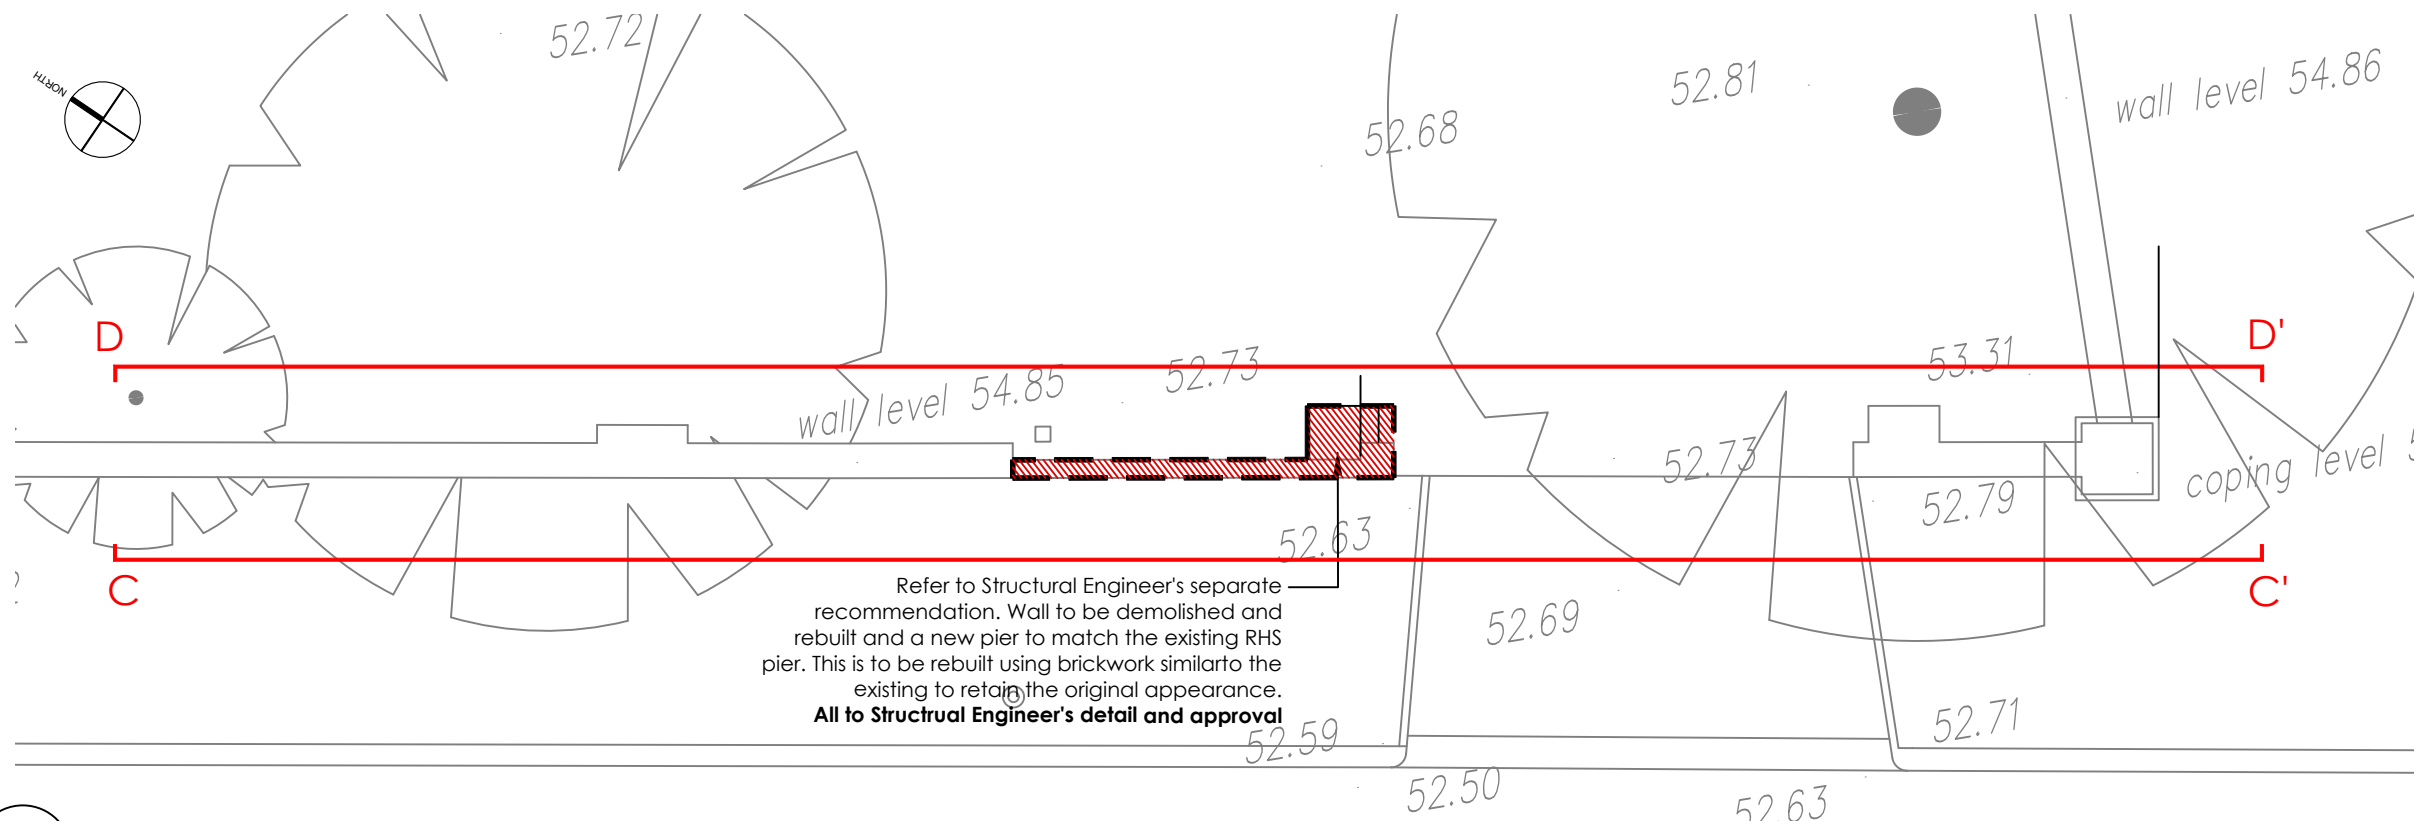 52.72
NORTH
52.81
wall level 54.86
52.68
D
D'
53.31
52.73
wall level 54.85
52.73
coping level
52.79
52.63
C
C'
Refer to Structural Engineer's separate
recommendation. Wall to be demolished and
rebuilt and a new pier to match the existing RHS
pier. This is to be rebuilt using brickwork similarto the
existing to retain the original appearance.
All to Structrual Engineer's detail and approval
52.69
52.71
52.59
52.50
52.63